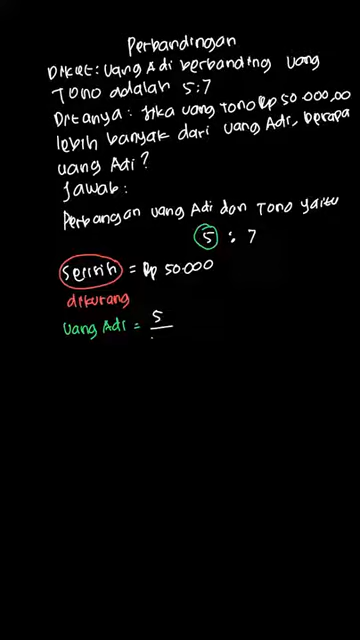 Perbandingan
Diket: Uang Adi berbanding uang
Tono adalah 5:7
Ditanya: Jika uang Tono Rp 50.000,00
lebih banyak dari uang Adi, berapa
uang Adi?
Jawab:
Perbangan uang Adi dan Tono yaitu
5 : 7
Selisih = Rp 50.000
dikurang
Uang Adi = 5